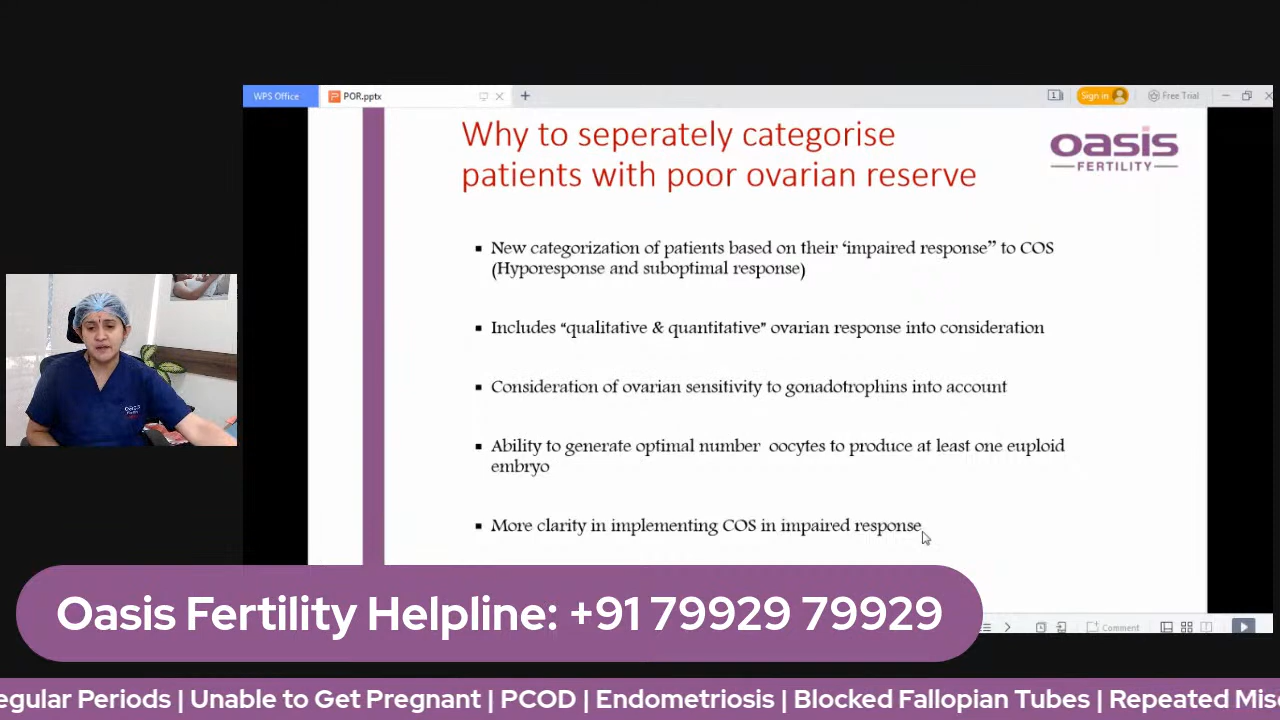 WPS Office
POR.pptx
Sign in
Free Trial
Why to seperately categorise
patients with poor ovarian reserve
oasis
FERTILITY
▪ New categorization of patients based on their ‘impaired response” to COS
(Hyporesponse and suboptimal response)
▪ Includes “qualitative & quantitative” ovarian response into consideration
▪ Consideration of ovarian sensitivity to gonadotrophins into account
▪ Ability to generate optimal number oocytes to produce at least one euploid
embryo
▪ More clarity in implementing COS in impaired response
Comment
Oasis Fertility Helpline: +91 79929 79929
egular Periods | Unable to Get Pregnant | PCOD | Endometriosis | Blocked Fallopian Tubes | Repeated Misc